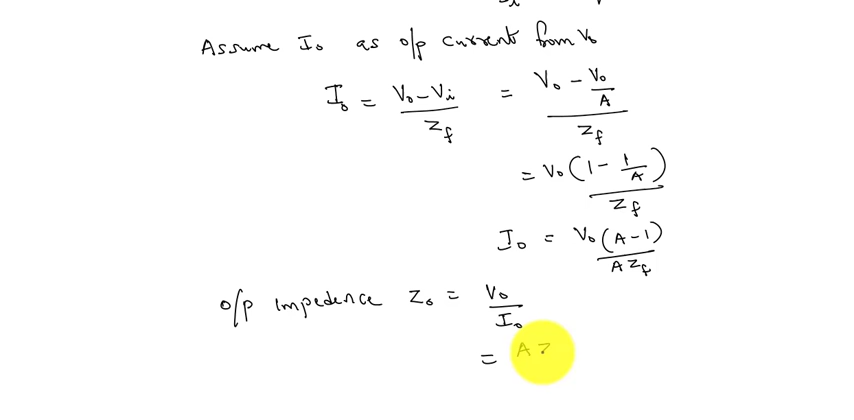 Assume I₀ as o/p current from V₀
I₀ = (V₀ - Vᵢ) / Z_f = (V₀ - V₀/A) / Z_f
= V₀ (1 - 1/A) / Z_f
I₀ = V₀ (A - 1) / A Z_f
o/p impedence Z₀ = V₀ / I₀
= A Z